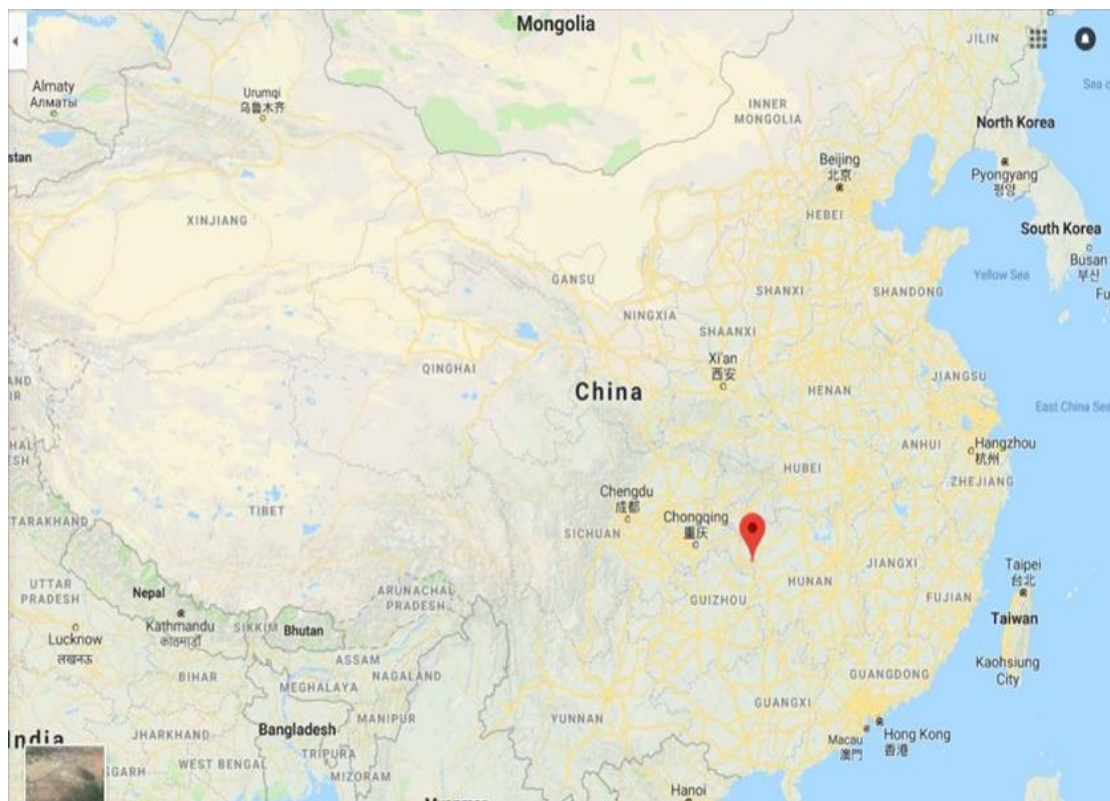 Mongolia
JILIN
Almaty
Алматы
Urumqi
乌鲁木齐
Sea o
INNER
MONGOLIA
North Korea
stan
Beijing
北京
Pyongyang
평양
HEBEI
XINJIANG
South Korea
Busan
부산
GANSU
Yellow Sea
SHANXI
SHANDONG
Fu
NINGXIA
SHAANXI
QINGHAI
Xi'an
西安
China
HENAN
JIANGSU
East China Sea
ANHUI
Hangzhou
杭州
HUBEI
ZHEJIANG
Chengdu
成都
TIBET
Chongqing
重庆
SICHUAN
TTARAKHAND
JIANGXI
Taipei
台北
UTTAR
PRADESH
Nepal
ARUNACHAL
PRADESH
HUNAN
GUIZHOU
FUJIAN
Kathmandu
काठमाडौं
SIKKIM
Bhutan
Taiwan
Lucknow
लखनऊ
ASSAM
NAGALAND
Kaohsiung
City
BIHAR
MEGHALAYA
GUANGDONG
GUANGXI
MANIPUR
YUNNAN
Bangladesh
India
JHARKHAND
TRIPURA
Macau
澳門
Hong Kong
香港
WEST BENGAL
GARH
MIZORAM
Hanoi